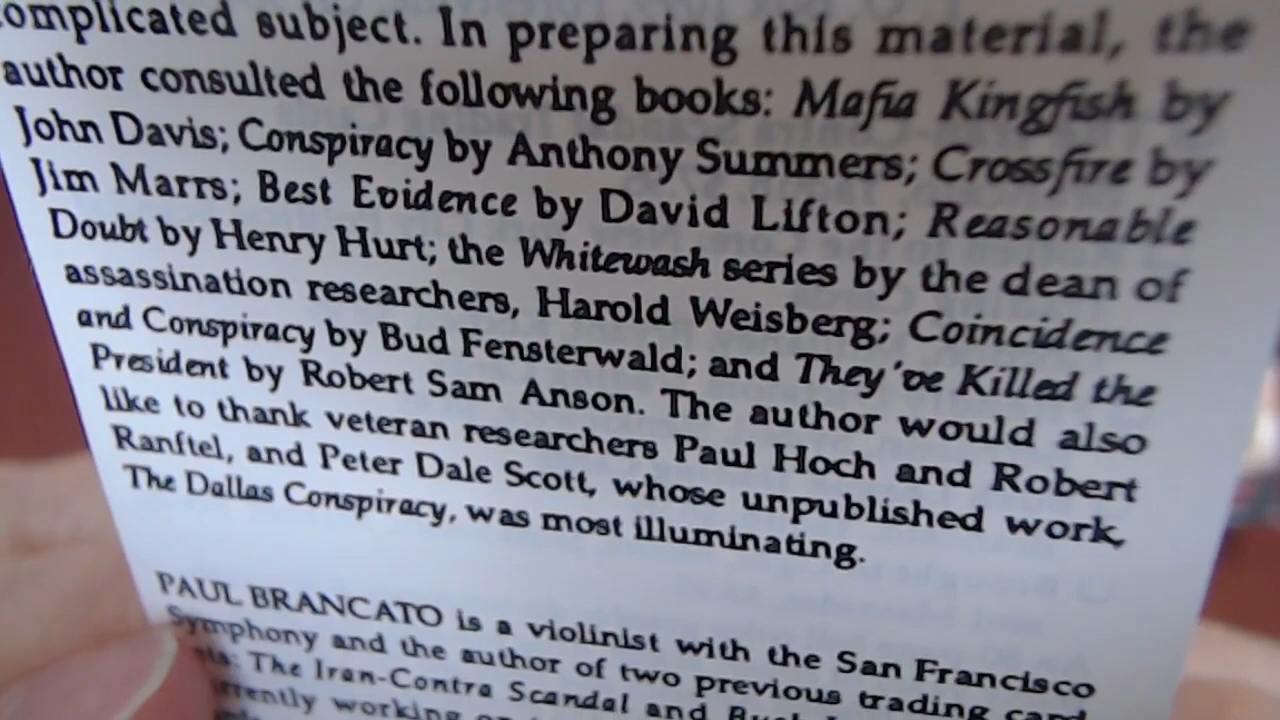 omplicated subject. In preparing this material, the
author consulted the following books: Mafia Kingfish by
John Davis; Conspiracy by Anthony Summers; Crossfire by
Jim Marrs; Best Evidence by David Lifton; Reasonable
Doubt by Henry Hurt; the Whitewash series by the dean of
assassination researchers, Harold Weisberg; Coincidence
and Conspiracy by Bud Fensterwald; and They've Killed the
President by Robert Sam Anson. The author would also
like to thank veteran researchers Paul Hoch and Robert
Ranftel, and Peter Dale Scott, whose unpublished work,
The Dallas Conspiracy, was most illuminating.
PAUL BRANCATO is a violinist with the San Francisco
Symphony and the author of two previous trading card
The Iran-Contra Scandal and
rently working